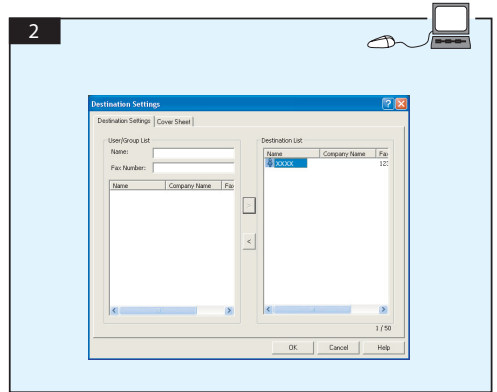 2
Destination Settings
Destination Settings Cover Sheet
User/Group List
Name:
Fax Number:
Name Company Name Fax
>
<
Destination List
Name Company Name Fax
XXXX 123
1 / 50
OK Cancel Help